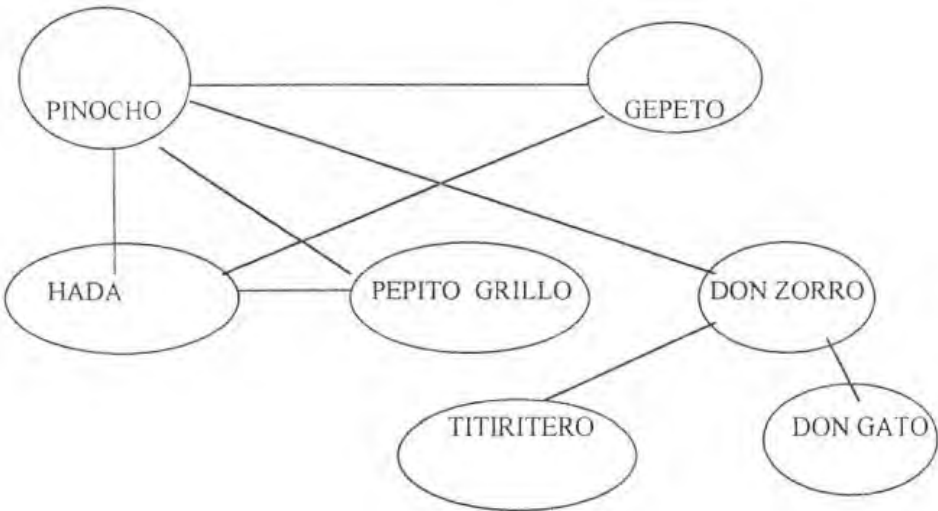 PINOCHO
GEPETO
HADA
PEPITO GRILLO
DON ZORRO
TITIRITERO
DON GATO